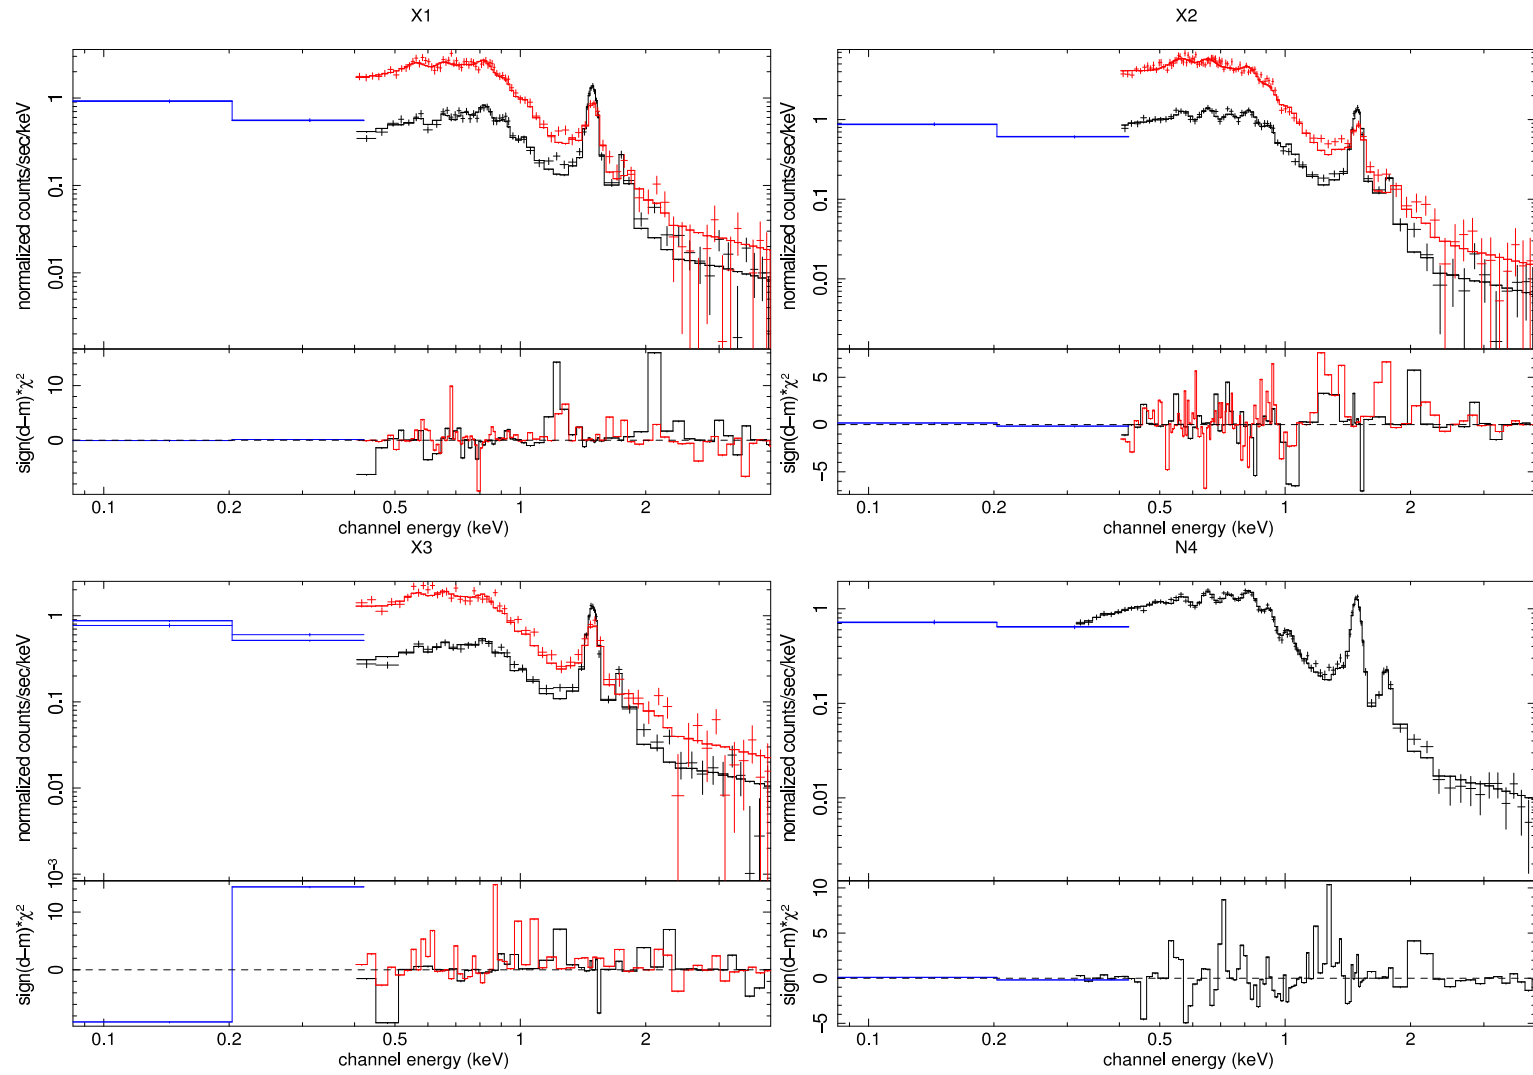 X1
normalized counts/sec/keV
1
0.1
0.01
sign(d−m)*χ²
10
0
0.1 0.2 0.5 1 2
channel energy (keV)
X2
normalized counts/sec/keV
1
0.1
0.01
sign(d−m)*χ²
5
0
−5
0.1 0.2 0.5 1 2
channel energy (keV)
X3
normalized counts/sec/keV
1
0.1
0.01
10⁻³
sign(d−m)*χ²
10
0
0.1 0.2 0.5 1 2
channel energy (keV)
N4
normalized counts/sec/keV
1
0.1
0.01
sign(d−m)*χ²
10
5
0
−5
0.1 0.2 0.5 1 2
channel energy (keV)